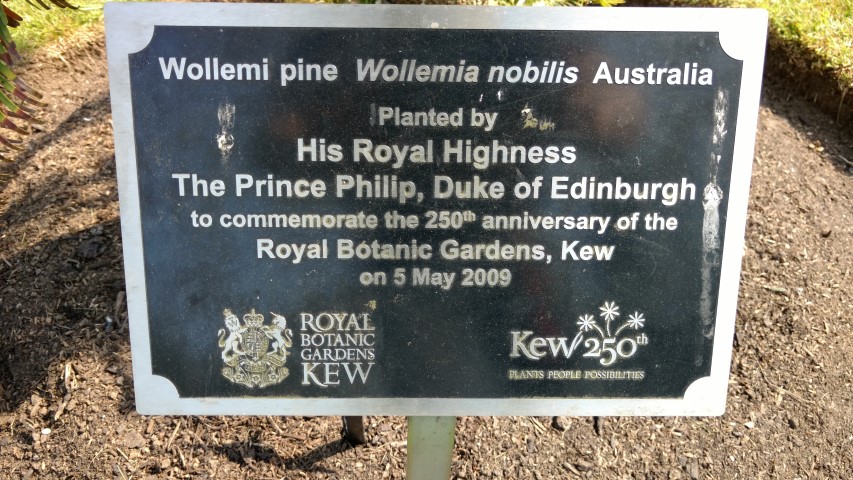 Wollemi pine Wollemia nobilis Australia
Planted by
His Royal Highness
The Prince Philip, Duke of Edinburgh
to commemorate the 250th anniversary of the
Royal Botanic Gardens, Kew
on 5 May 2009
ROYAL
BOTANIC
GARDENS
KEW
Kew 250th
PLANTS PEOPLE POSSIBILITIES